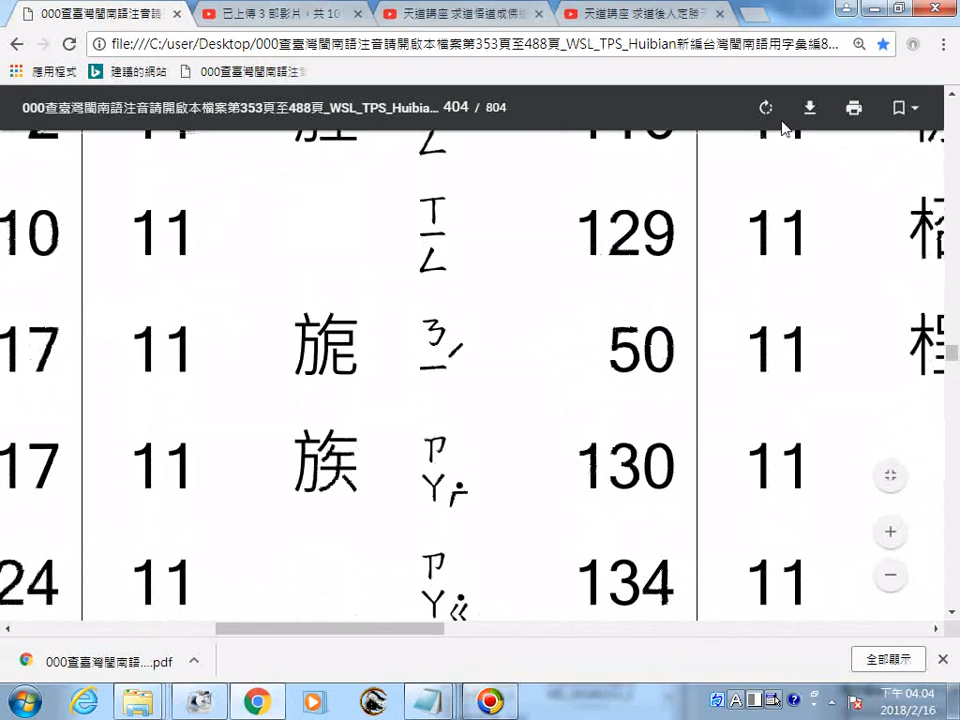 000查臺灣閩南語注音
已上傳 3 部影片，共 10
天道講座 求道悟道成佛
天道講座 求道後人定勝
file:///C:/user/Desktop/000查臺灣閩南語注音請開啟本檔案第353頁至488頁_WSL_TPS_Huibian新編台灣閩南語用字彙編8...
應用程式
建議的網站
000查臺灣閩南語注
000查臺灣閩南語注音請開啟本檔案第353頁至488頁_WSL_TPS_Huibia... 404 / 804
10 11 ㄒㄧㄥ 129 11
17 11 旎 ㄋㄧˊ 50 11
17 11 族 ㄗㄚ 130 11
24 11 ㄗㄚ 134 11
000查臺灣閩南語....pdf
全部顯示
下午 04:04
2018/2/16